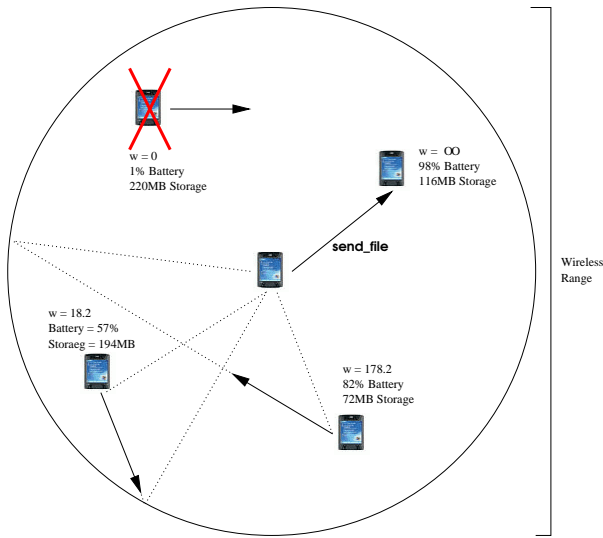 w = 0
1% Battery
220MB Storage
w = OO
98% Battery
116MB Storage
send_file
Wireless
Range
w = 18.2
Battery = 57%
Storaeg = 194MB
w = 178.2
82% Battery
72MB Storage